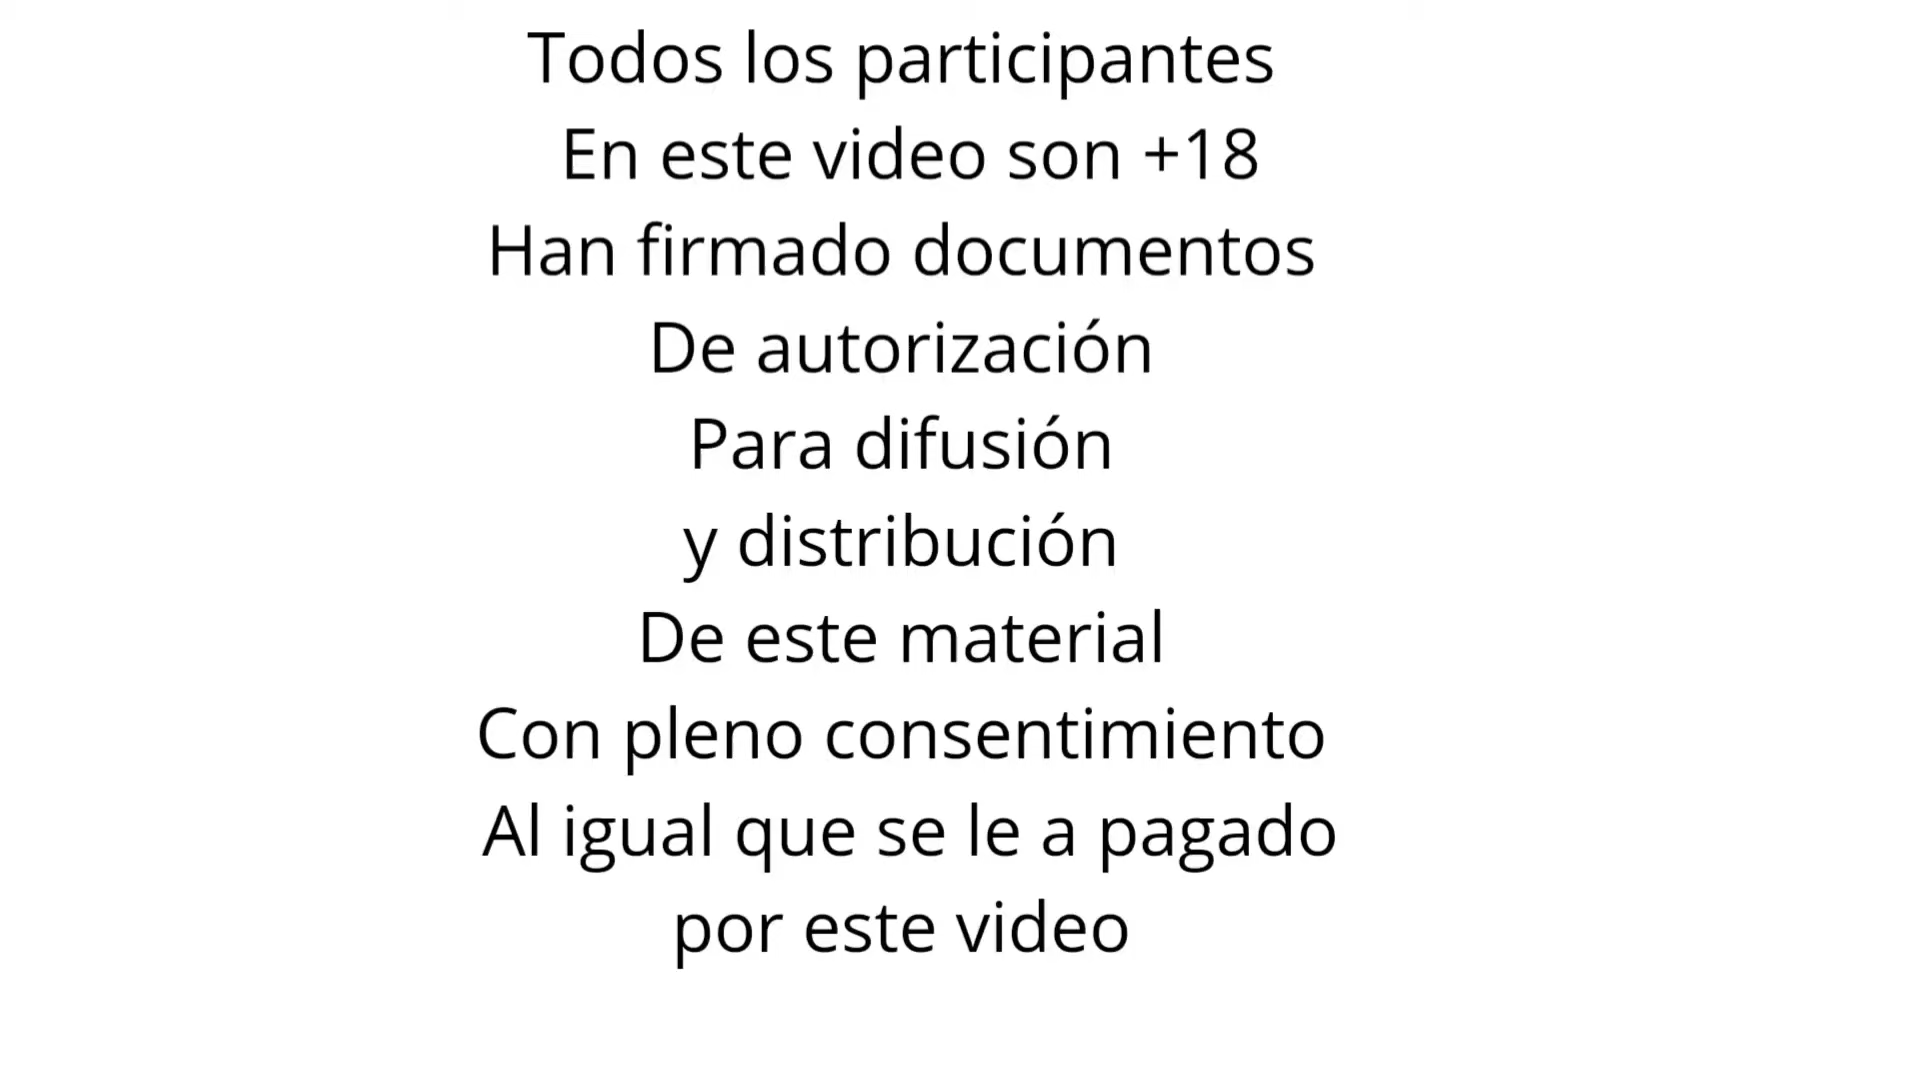 Todos los participantes
En este video son +18
Han firmado documentos
De autorización
Para difusión
y distribución
De este material
Con pleno consentimiento
Al igual que se le a pagado
por este video